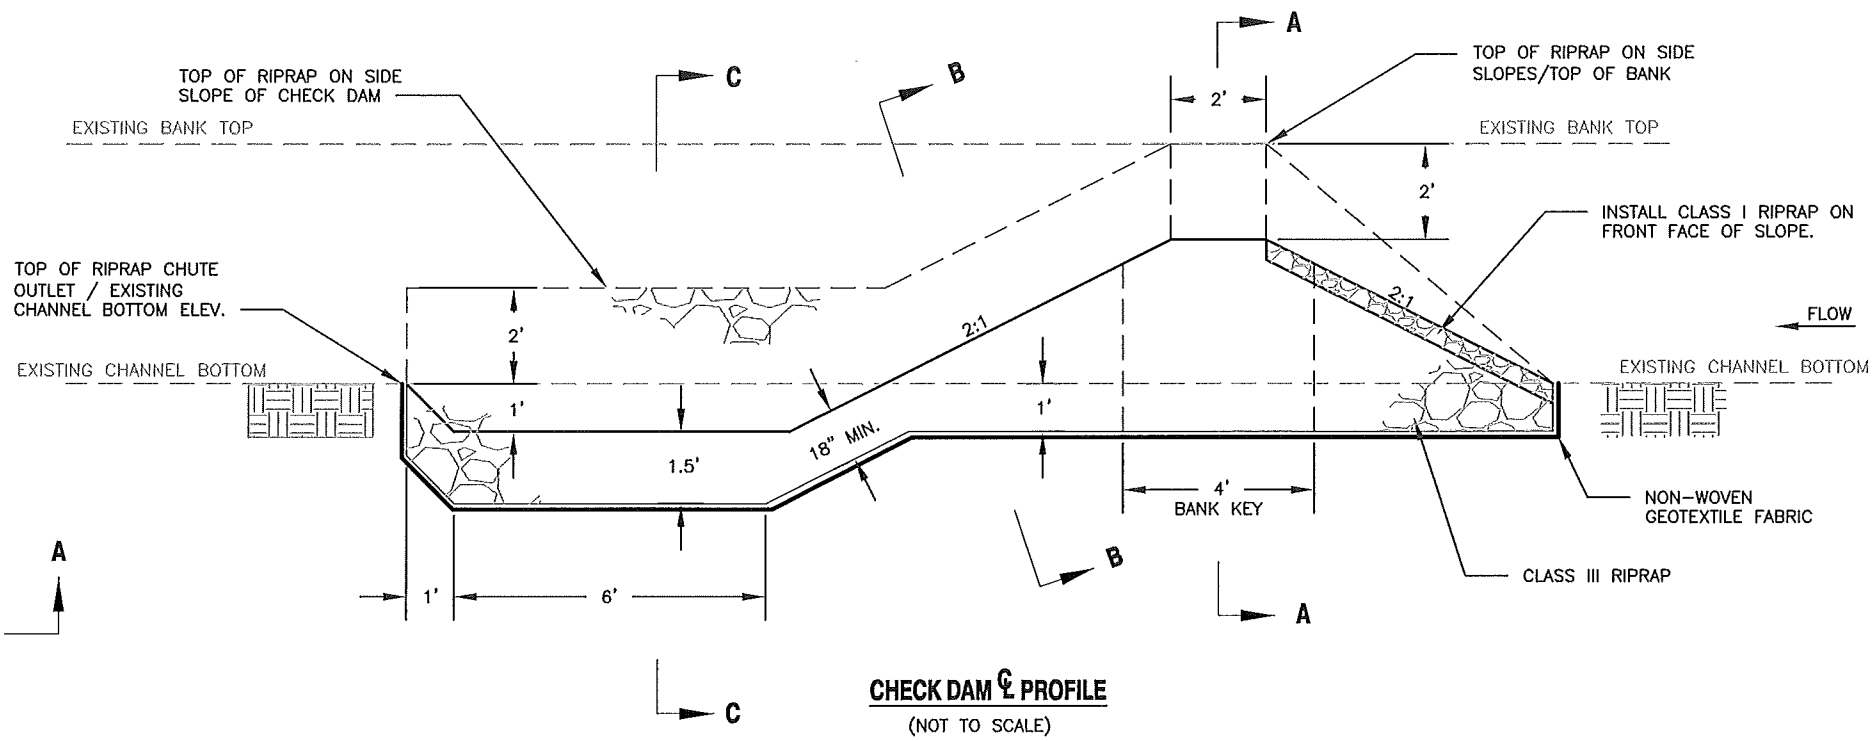 A
TOP OF RIPRAP ON SIDE
SLOPES/TOP OF BANK
TOP OF RIPRAP ON SIDE
SLOPE OF CHECK DAM
C
B
2'
EXISTING BANK TOP
EXISTING BANK TOP
2'
INSTALL CLASS I RIPRAP ON
FRONT FACE OF SLOPE.
TOP OF RIPRAP CHUTE
OUTLET / EXISTING
CHANNEL BOTTOM ELEV.
2:1
FLOW
2'
2:1
EXISTING CHANNEL BOTTOM
EXISTING CHANNEL BOTTOM
1'
1'
18" MIN.
1.5'
4'
BANK KEY
NON-WOVEN
GEOTEXTILE FABRIC
A
B
CLASS III RIPRAP
1'
6'
A
C
CHECK DAM ℄ PROFILE
(NOT TO SCALE)